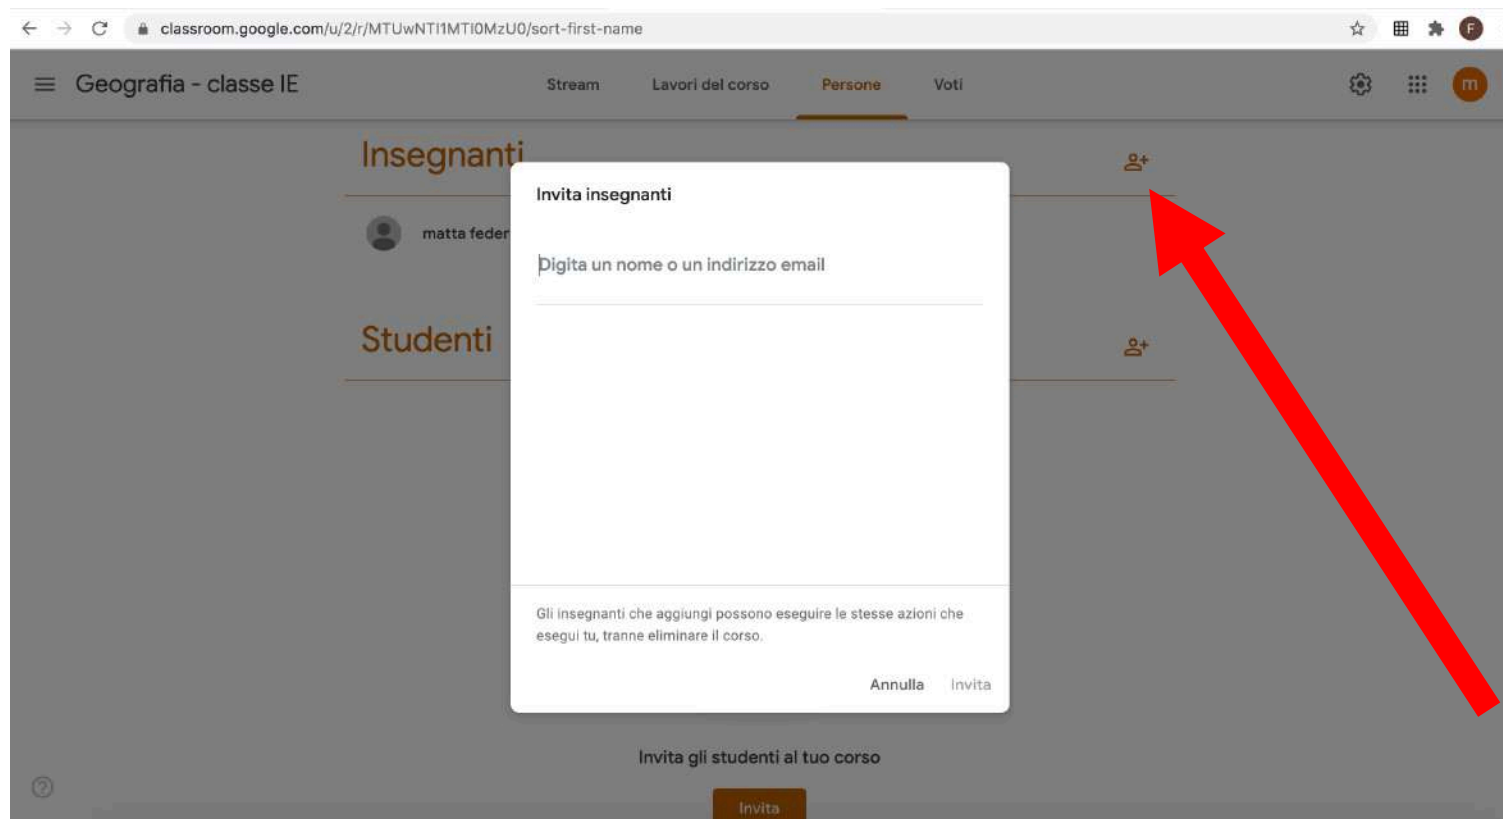 classroom.google.com/u/2/r/MTUwNTI1MTI0MzU0/sort-first-name
F
Geografia - classe IE
Stream Lavori del corso Persone Voti
m
Insegnanti
matta feder
Studenti
Invita insegnanti
Digita un nome o un indirizzo email
Gli insegnanti che aggiungi possono eseguire le stesse azioni che
esegui tu, tranne eliminare il corso.
Annulla Invita
Invita gli studenti al tuo corso
Invita